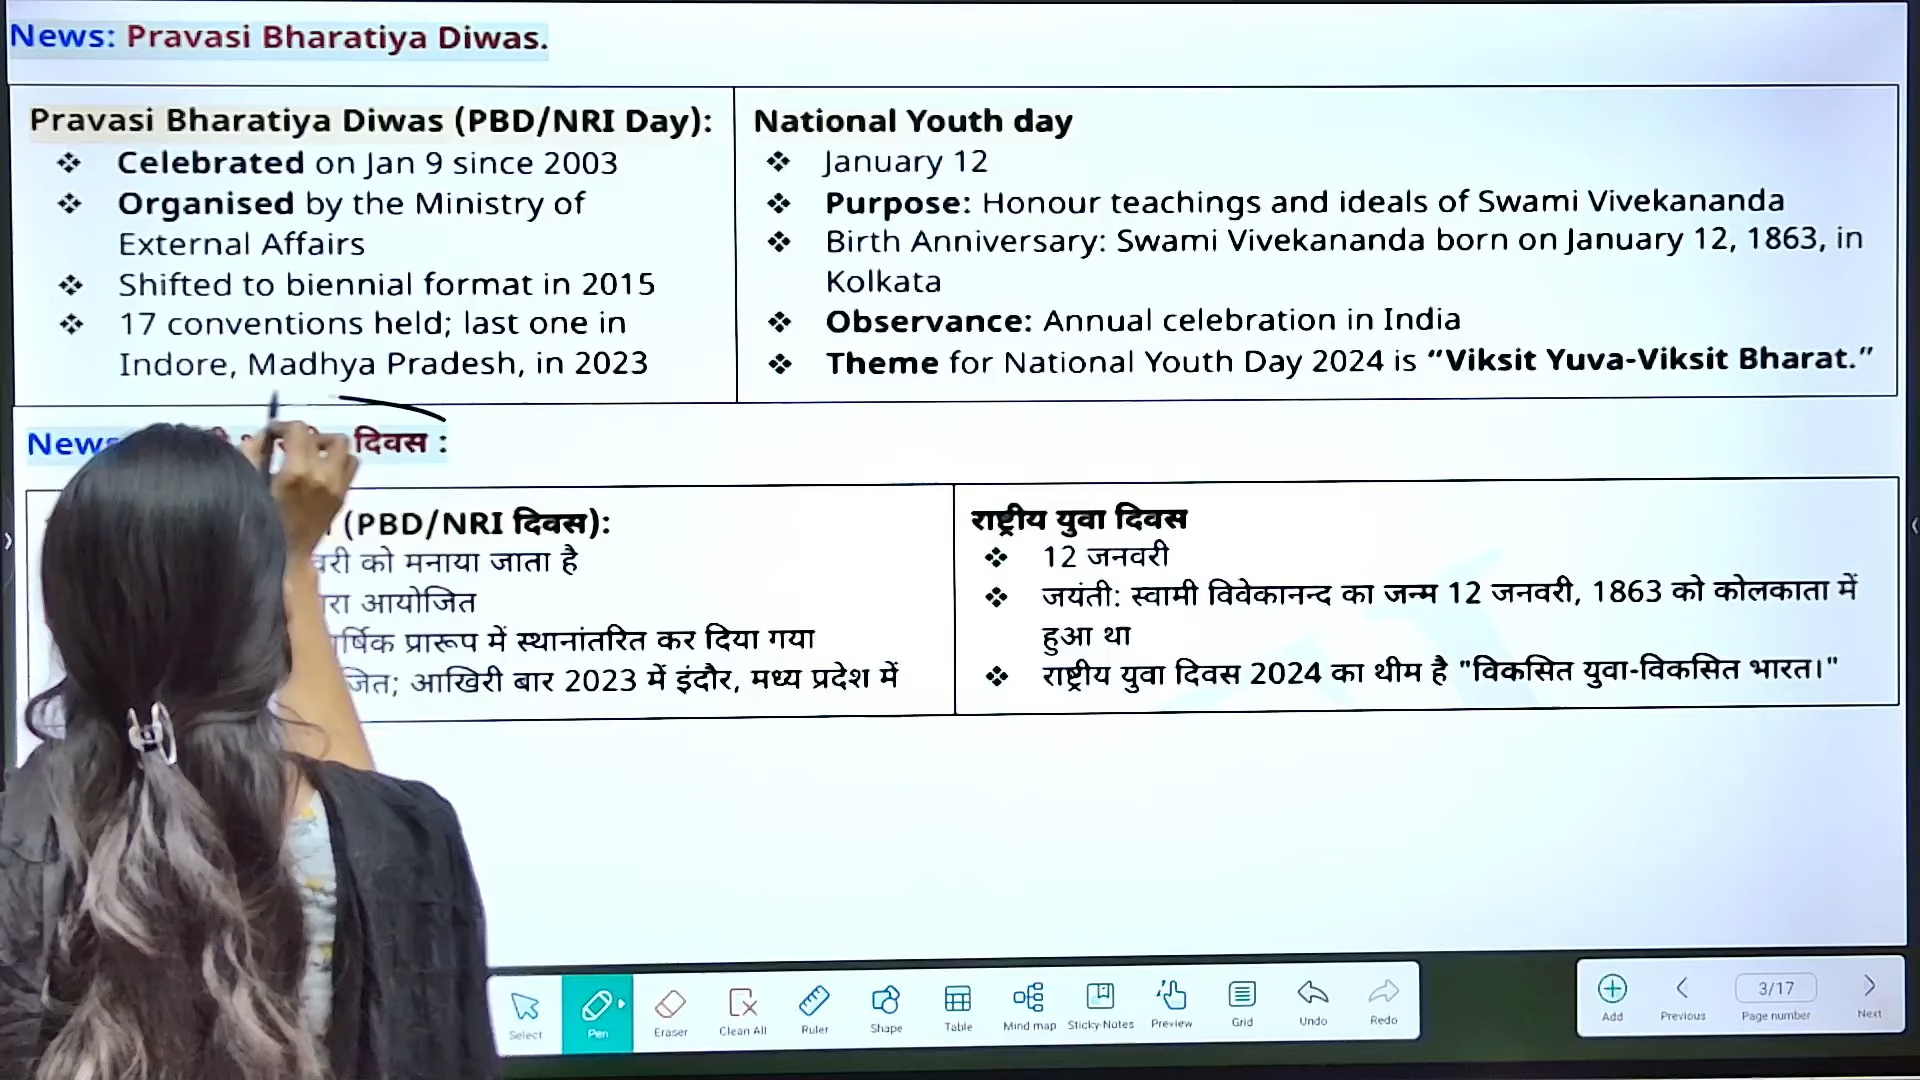 News: Pravasi Bharatiya Diwas.
Pravasi Bharatiya Diwas (PBD/NRI Day):
❖ Celebrated on Jan 9 since 2003
❖ Organised by the Ministry of
External Affairs
❖ Shifted to biennial format in 2015
❖ 17 conventions held; last one in
Indore, Madhya Pradesh, in 2023
National Youth day
❖ January 12
❖ Purpose: Honour teachings and ideals of Swami Vivekananda
❖ Birth Anniversary: Swami Vivekananda born on January 12, 1863, in
Kolkata
❖ Observance: Annual celebration in India
❖ Theme for National Youth Day 2024 is “Viksit Yuva-Viksit Bharat.”
News दिवस :
(PBD/NRI दिवस):
को मनाया जाता है
आयोजित
प्रारूप में स्थानांतरित कर दिया गया
आखिरी बार 2023 में इंदौर, मध्य प्रदेश में
राष्ट्रीय युवा दिवस
❖ 12 जनवरी
❖ जयंती: स्वामी विवेकानन्द का जन्म 12 जनवरी, 1863 को कोलकाता में
हुआ था
❖ राष्ट्रीय युवा दिवस 2024 का थीम है "विकसित युवा-विकसित भारत।"
Select
Pen
Eraser
Clean All
Ruler
Shape
Table
Mind map
Sticky-Notes
Preview
Grid
Undo
Redo
Add
Previous
3/17
Page number
Next